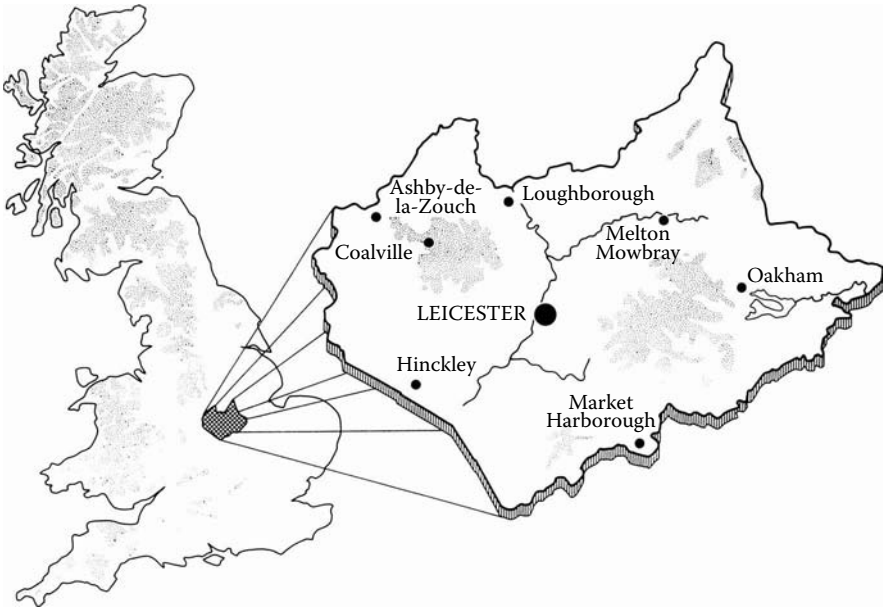 Ashby-de-
la-Zouch
Loughborough
Coalville
Melton
Mowbray
Oakham
LEICESTER
Hinckley
Market
Harborough